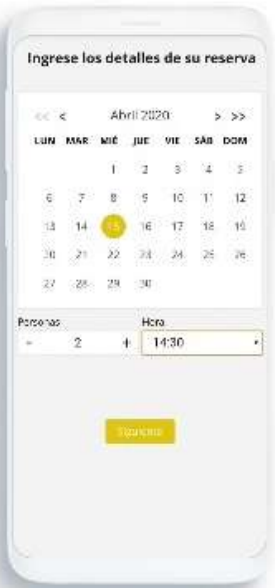 Ingrese los detalles de su reserva
<< < Abril 2020 > >>
LUN MAR MIÉ JUE VIE SÁB DOM
1 2 3 4 5
6 7 8 9 10 11 12
13 14 15 16 17 18 19
20 21 22 23 24 25 26
27 28 29 30
Personas Hora
- 2 + 14:30
Siguiente